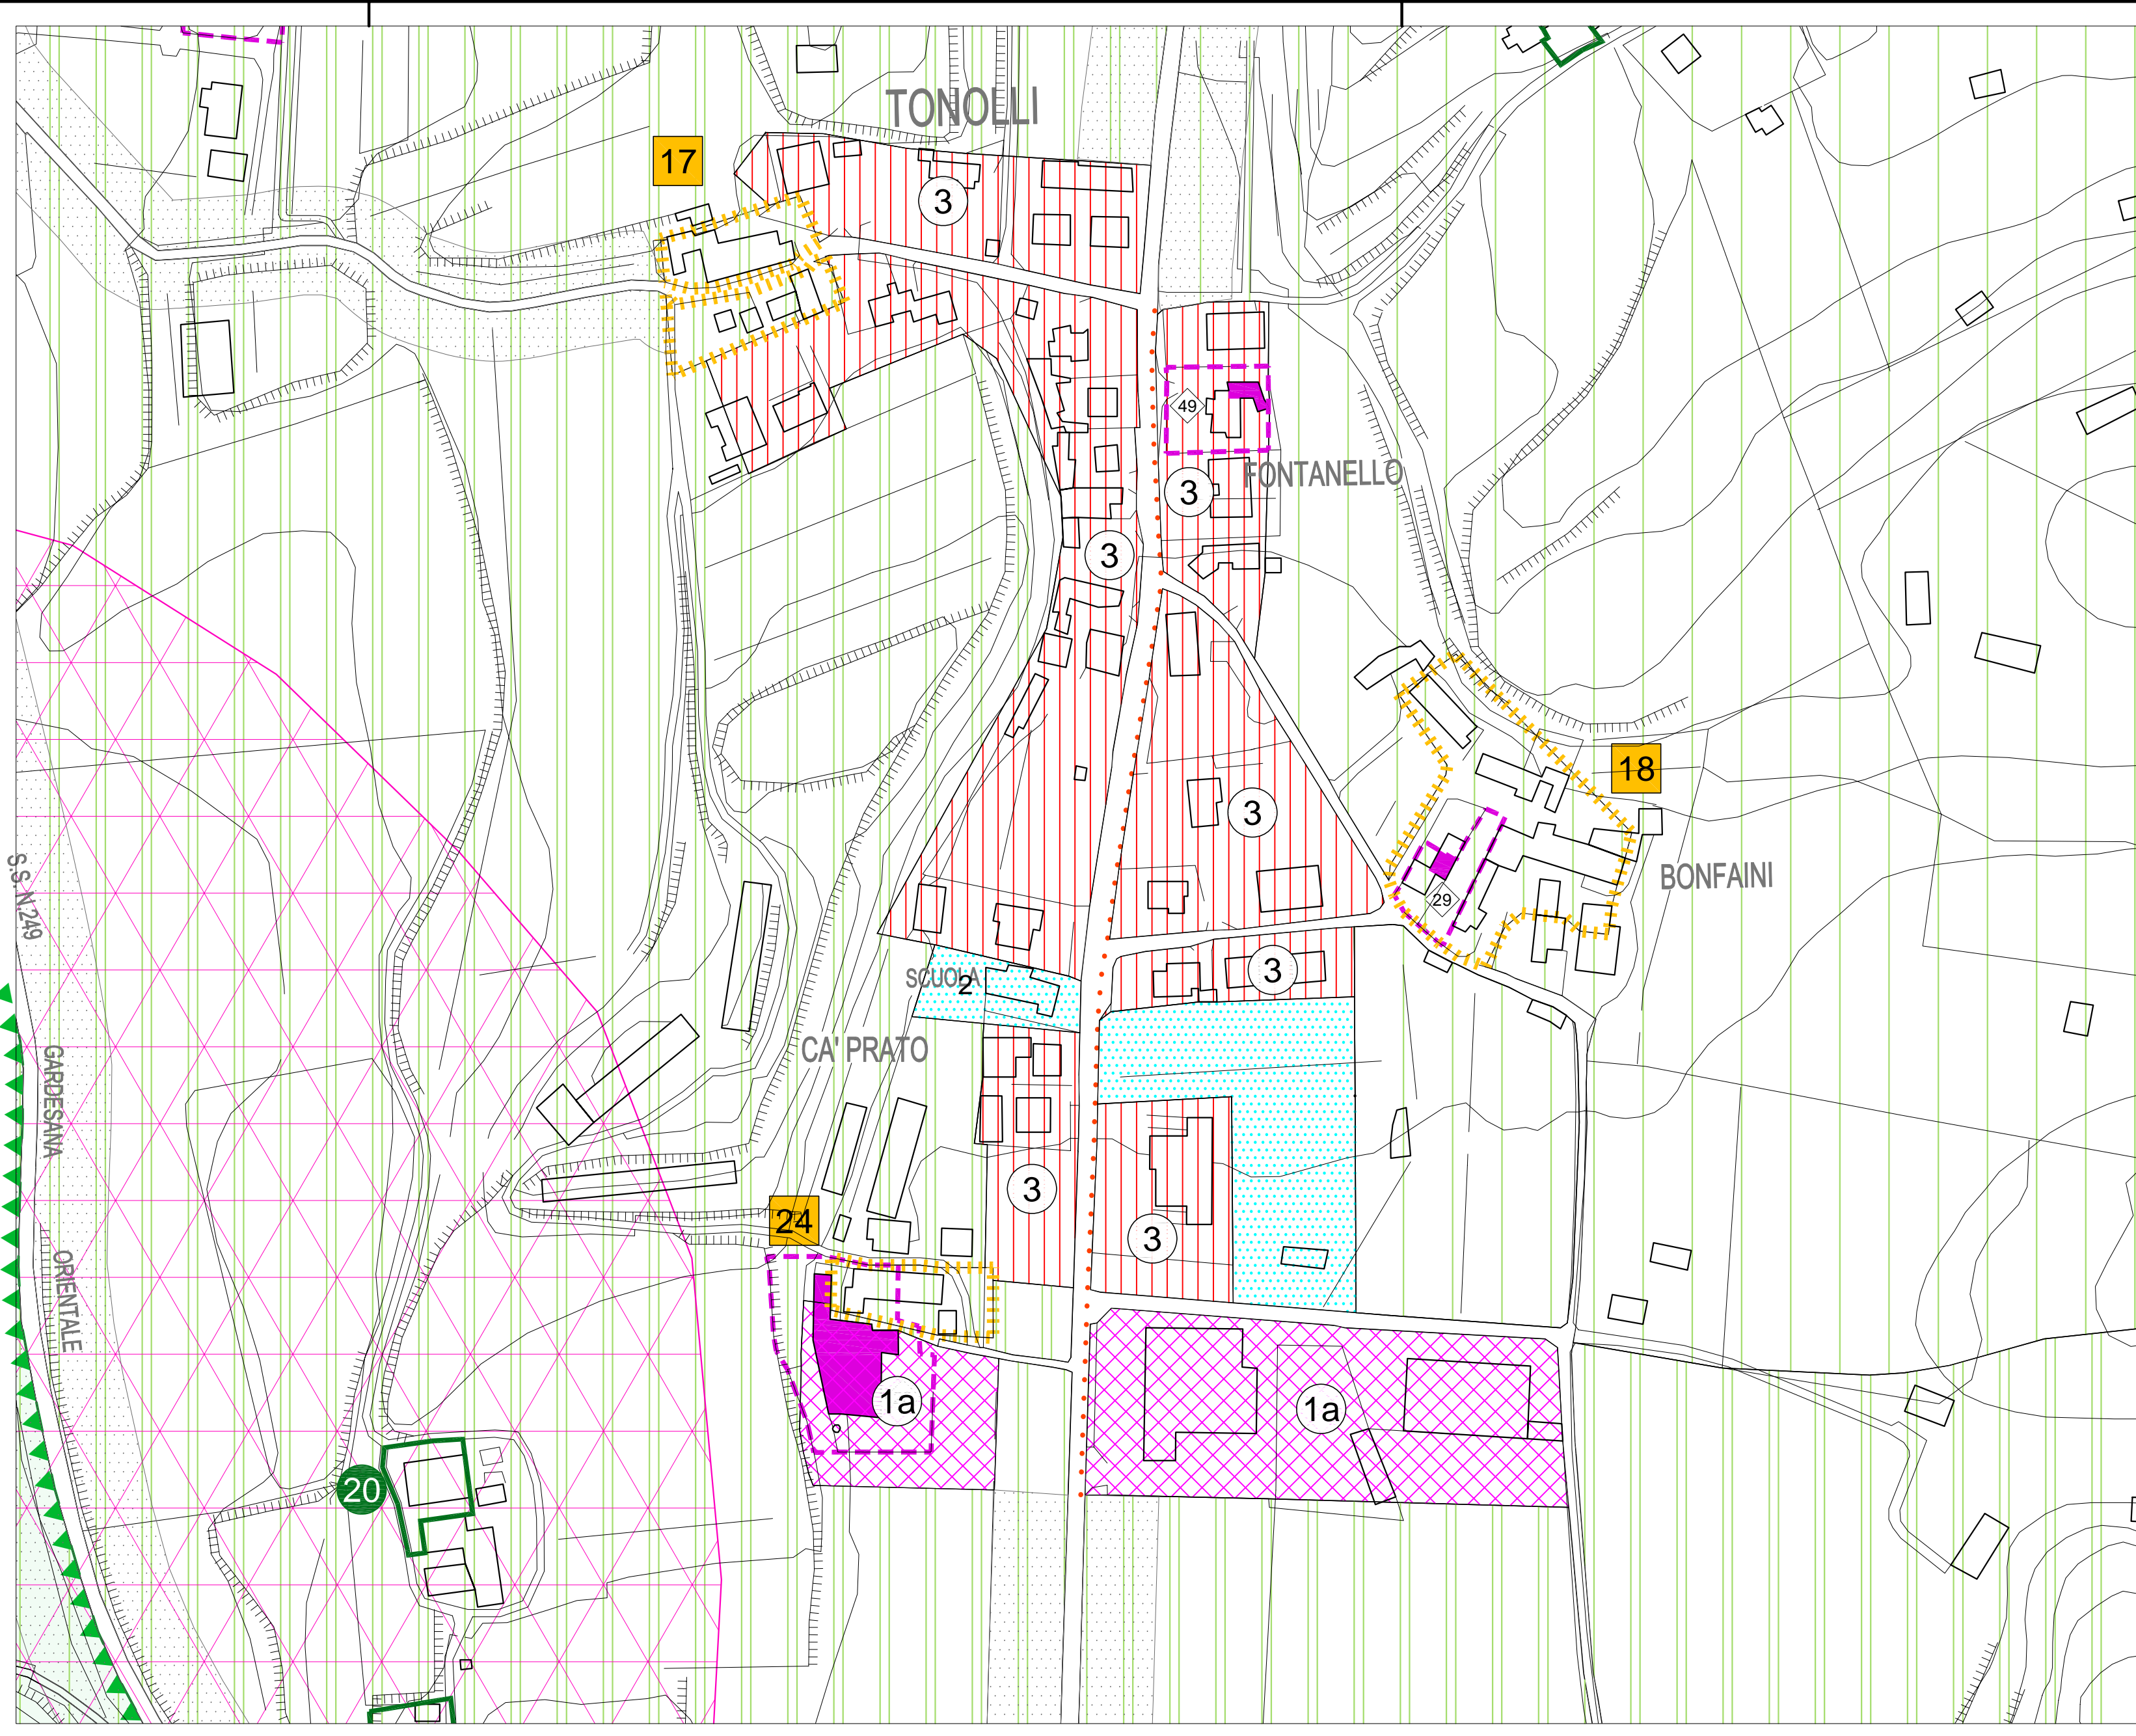 TONOLLI
17
3
49
FONTANELLO
3
3
18
3
BONFAINI
29
S.S. N.249
3
SCUOLA
2
CA' PRATO
GARDESANA
3
24
3
ORIENTALE
1a
1a
20